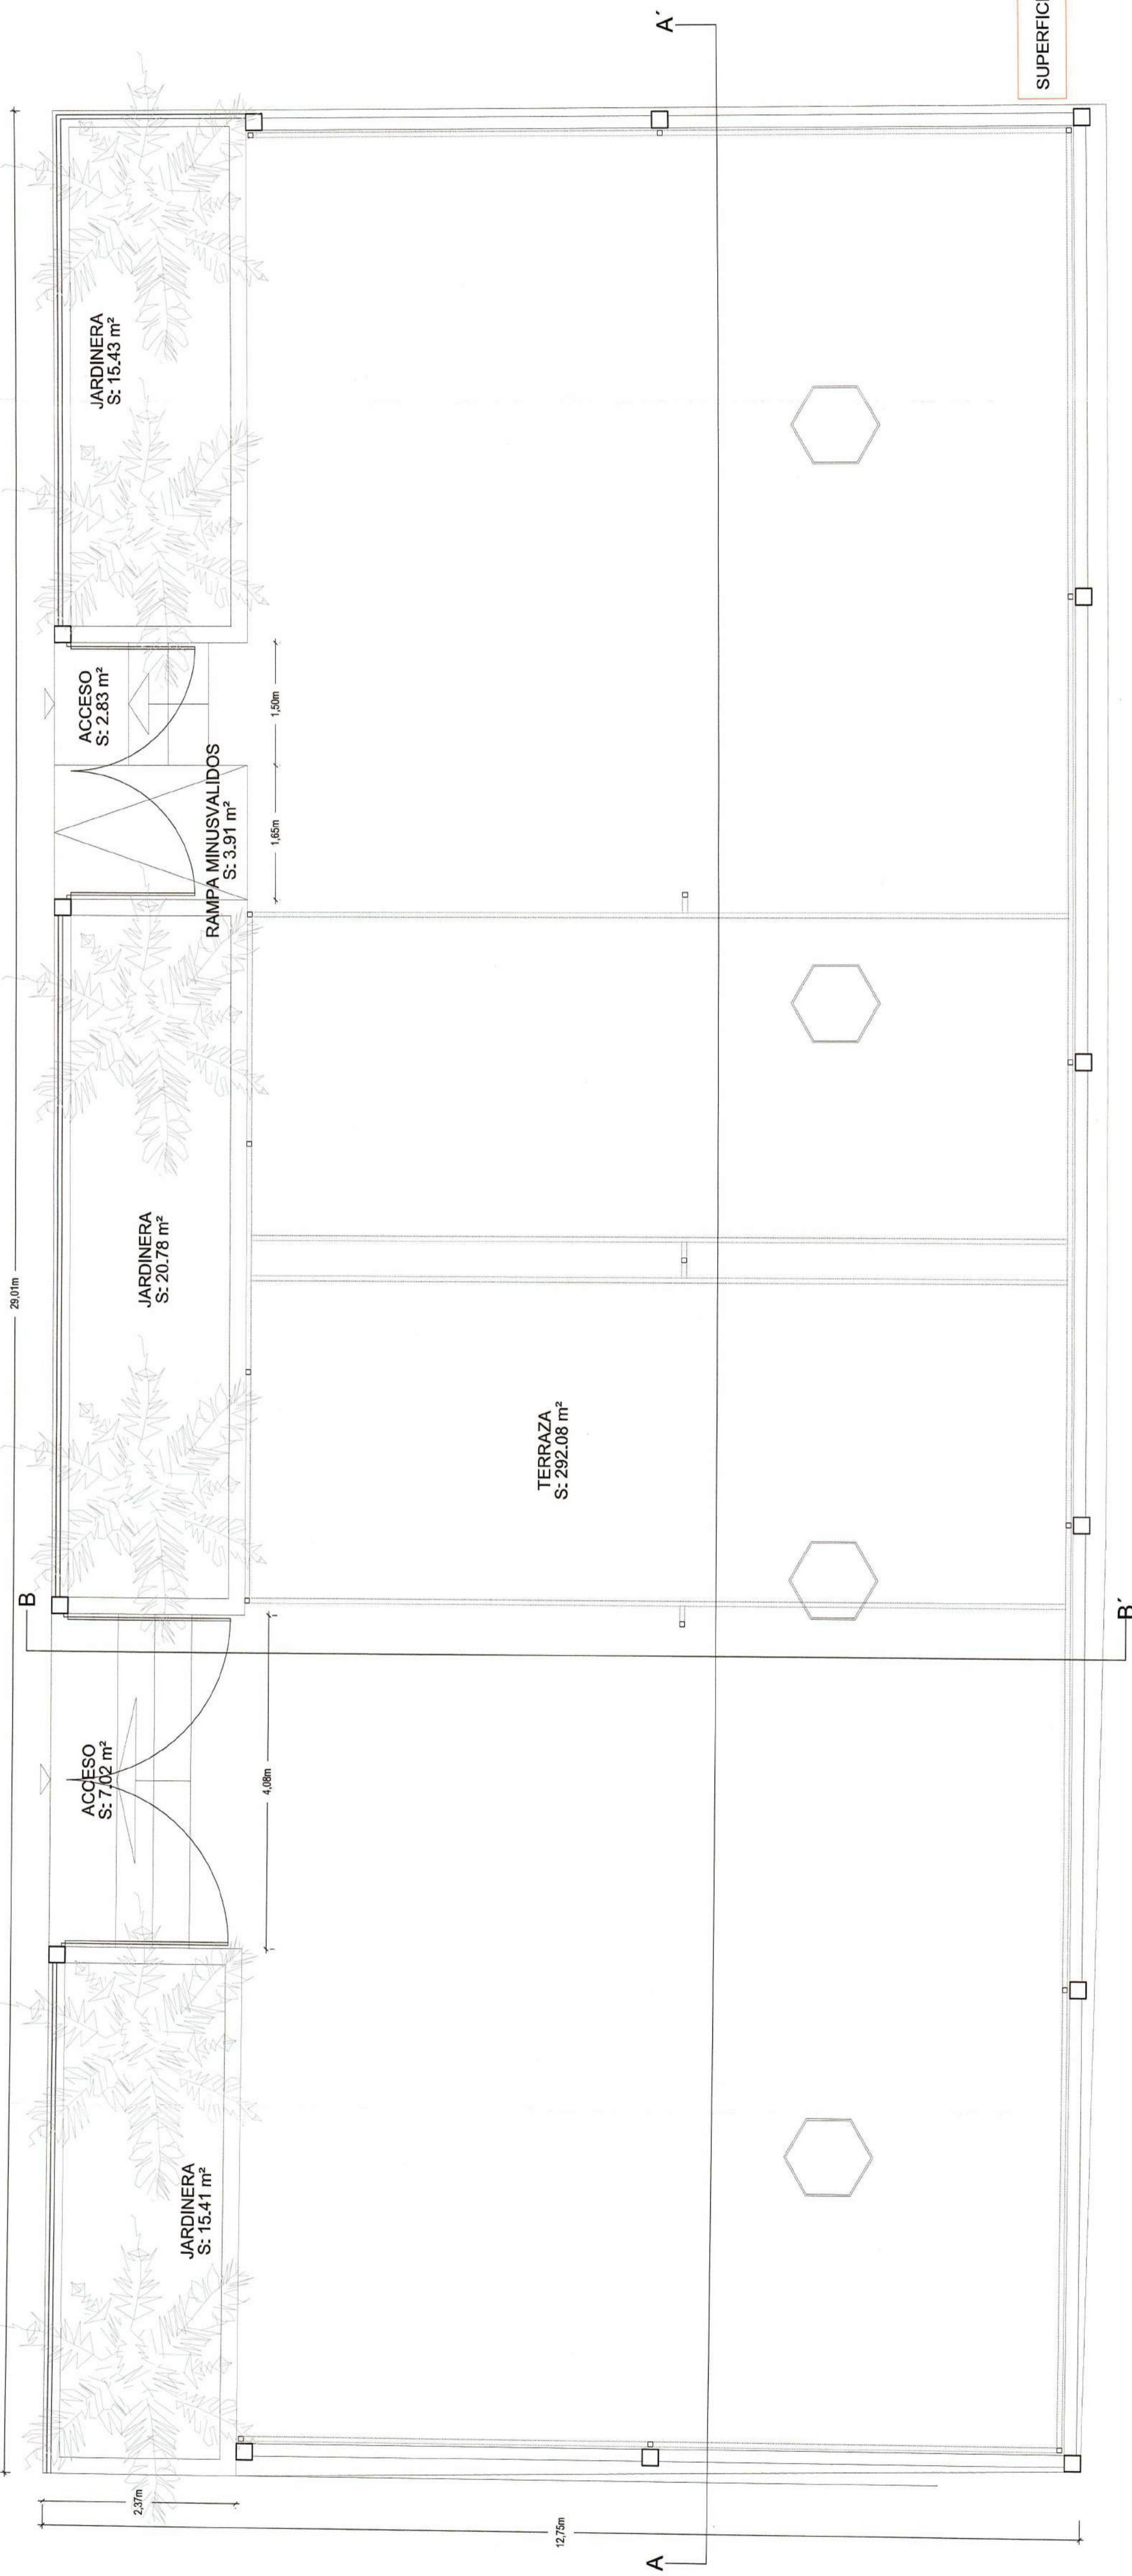 29,01m
B
A´
JARDINERA
S: 15.41 m²
ACCESO
S: 7.02 m²
JARDINERA
S: 20.78 m²
RAMPA MINUSVALIDOS
S: 3.91 m²
ACCESO
S: 2.83 m²
JARDINERA
S: 15.43 m²
2,37m
4,08m
1,65m
1,50m
12,75m
TERRAZA
S: 292.08 m²
A
B´